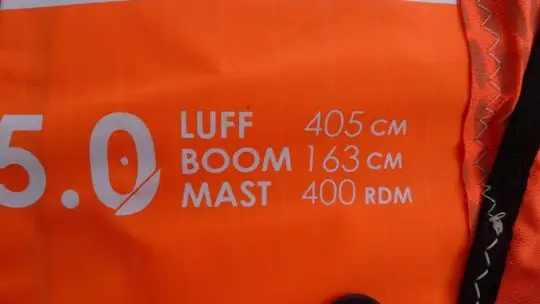 5.0
LUFF 405 CM
BOOM 163 CM
MAST 400 RDM